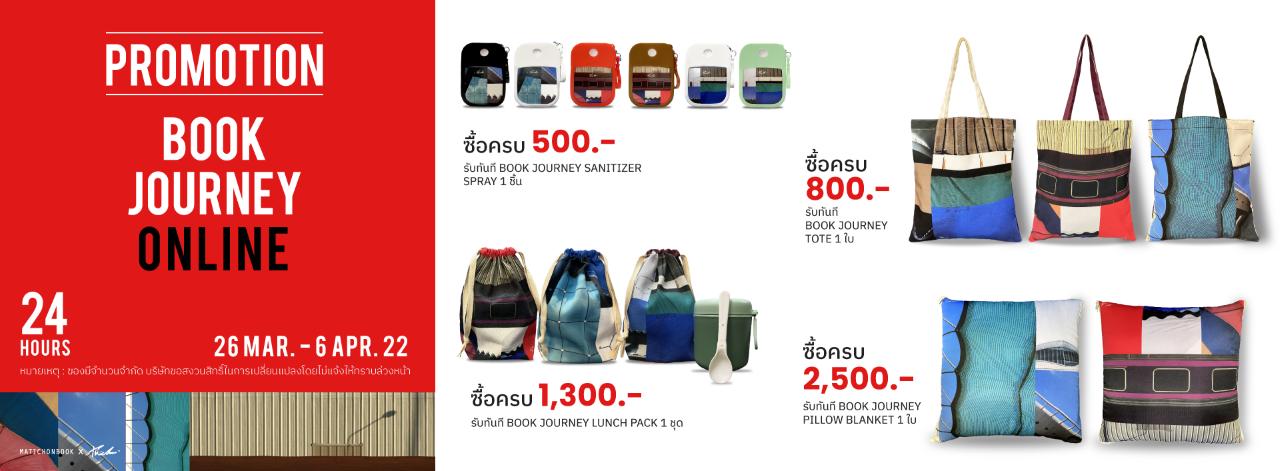 PROMOTION
BOOK
JOURNEY
ONLINE
24
HOURS
26 MAR. - 6 APR. 22
หมายเหตุ : ของมีจำนวนจำกัด บริษัทขอสงวนสิทธิ์ในการเปลี่ยนแปลงโดยไม่แจ้งให้ทราบล่วงหน้า
MATICHONBOOK X
ซื้อครบ 500.-
รับทันที BOOK JOURNEY SANITIZER
SPRAY 1 ชิ้น
ซื้อครบ 1,300.-
รับทันที BOOK JOURNEY LUNCH PACK 1 ชุด
ซื้อครบ
800.-
รับทันที
BOOK JOURNEY
TOTE 1 ใบ
ซื้อครบ
2,500.-
รับทันที BOOK JOURNEY
PILLOW BLANKET 1 ใบ